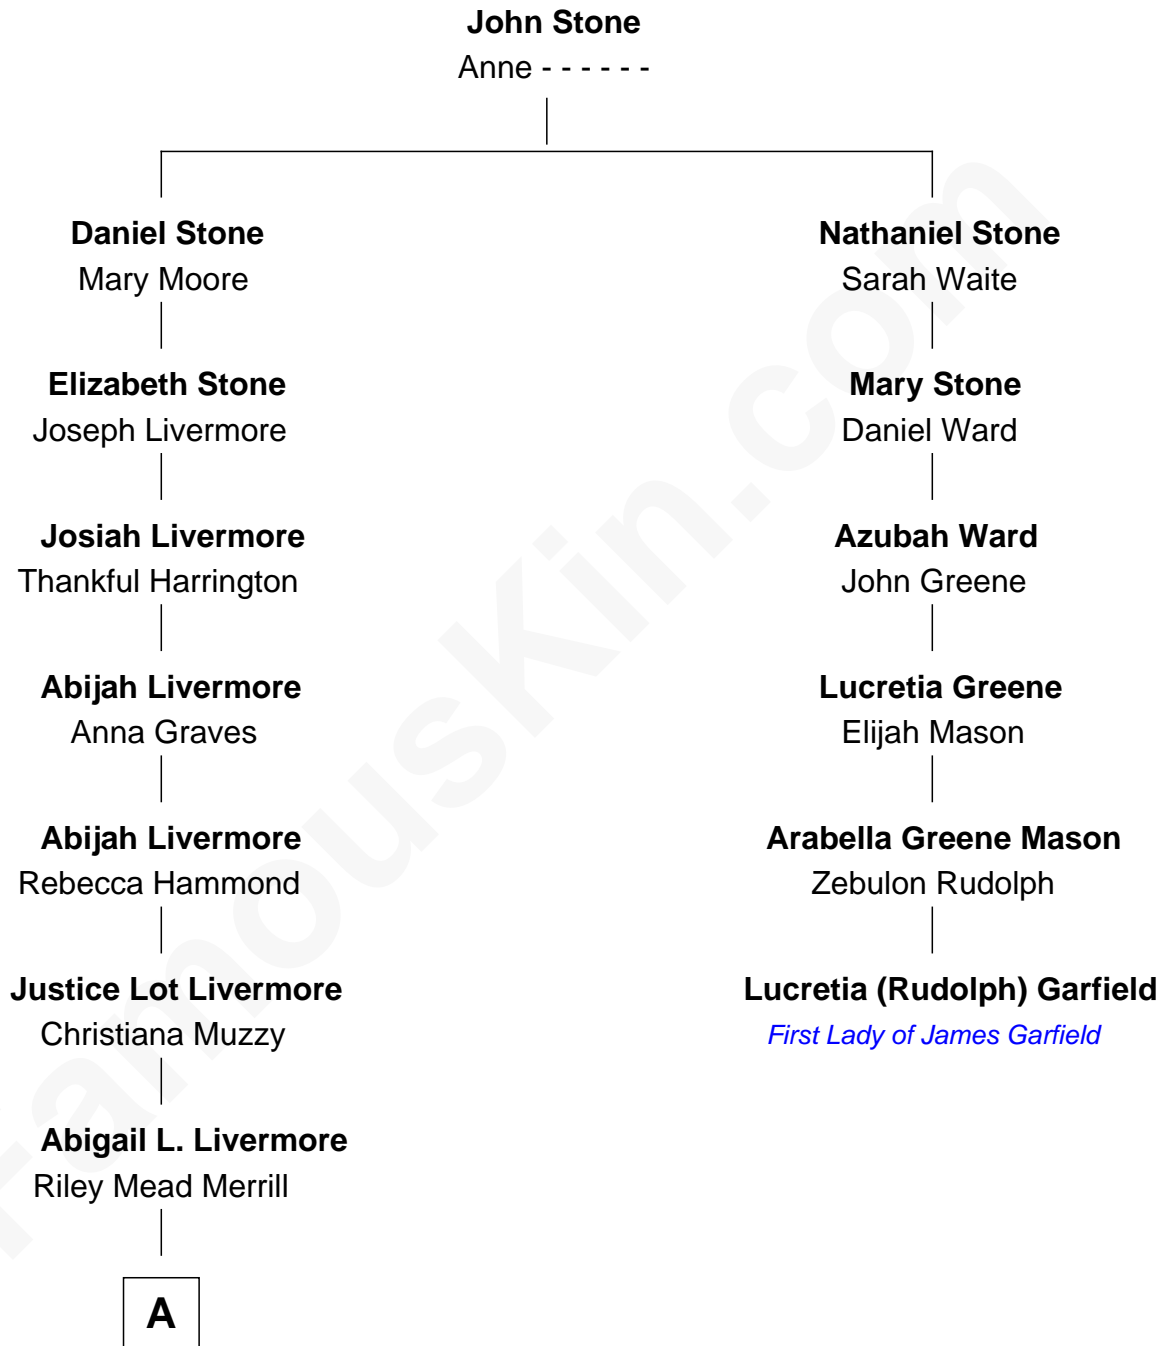 John Stone
Anne - - - - - -
Daniel Stone
Mary Moore
Nathaniel Stone
Sarah Waite
Elizabeth Stone
Joseph Livermore
Mary Stone
Daniel Ward
Josiah Livermore
Thankful Harrington
Azubah Ward
John Greene
Abijah Livermore
Anna Graves
Lucretia Greene
Elijah Mason
Abijah Livermore
Rebecca Hammond
Arabella Greene Mason
Zebulon Rudolph
Justice Lot Livermore
Christiana Muzzy
Lucretia (Rudolph) Garfield
First Lady of James Garfield
Abigail L. Livermore
Riley Mead Merrill
A
FamousKin.com